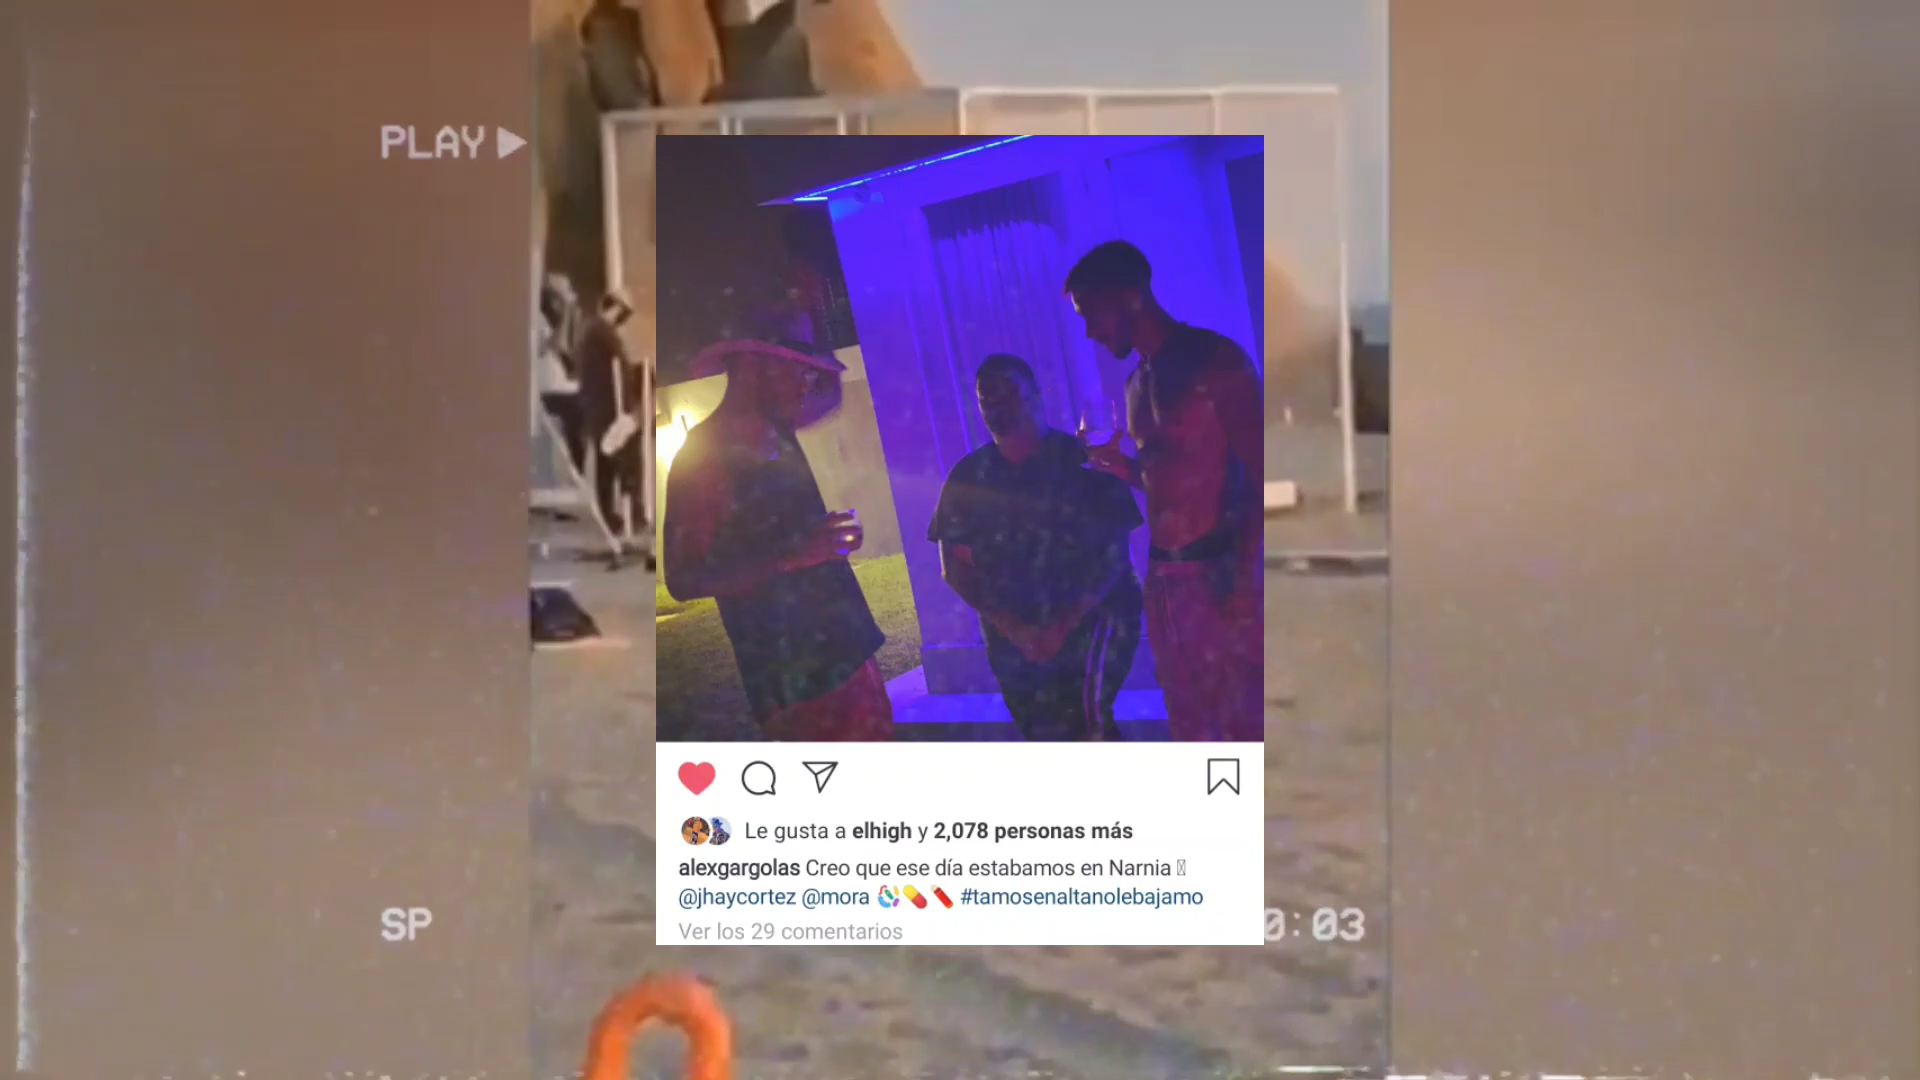 PLAY
Le gusta a elhigh y 2,078 personas más
alexgargolas Creo que ese día estabamos en Narnia
@jhaycortez @mora #tamosenaltanolebajamo
Ver los 29 comentarios
SP
0:03